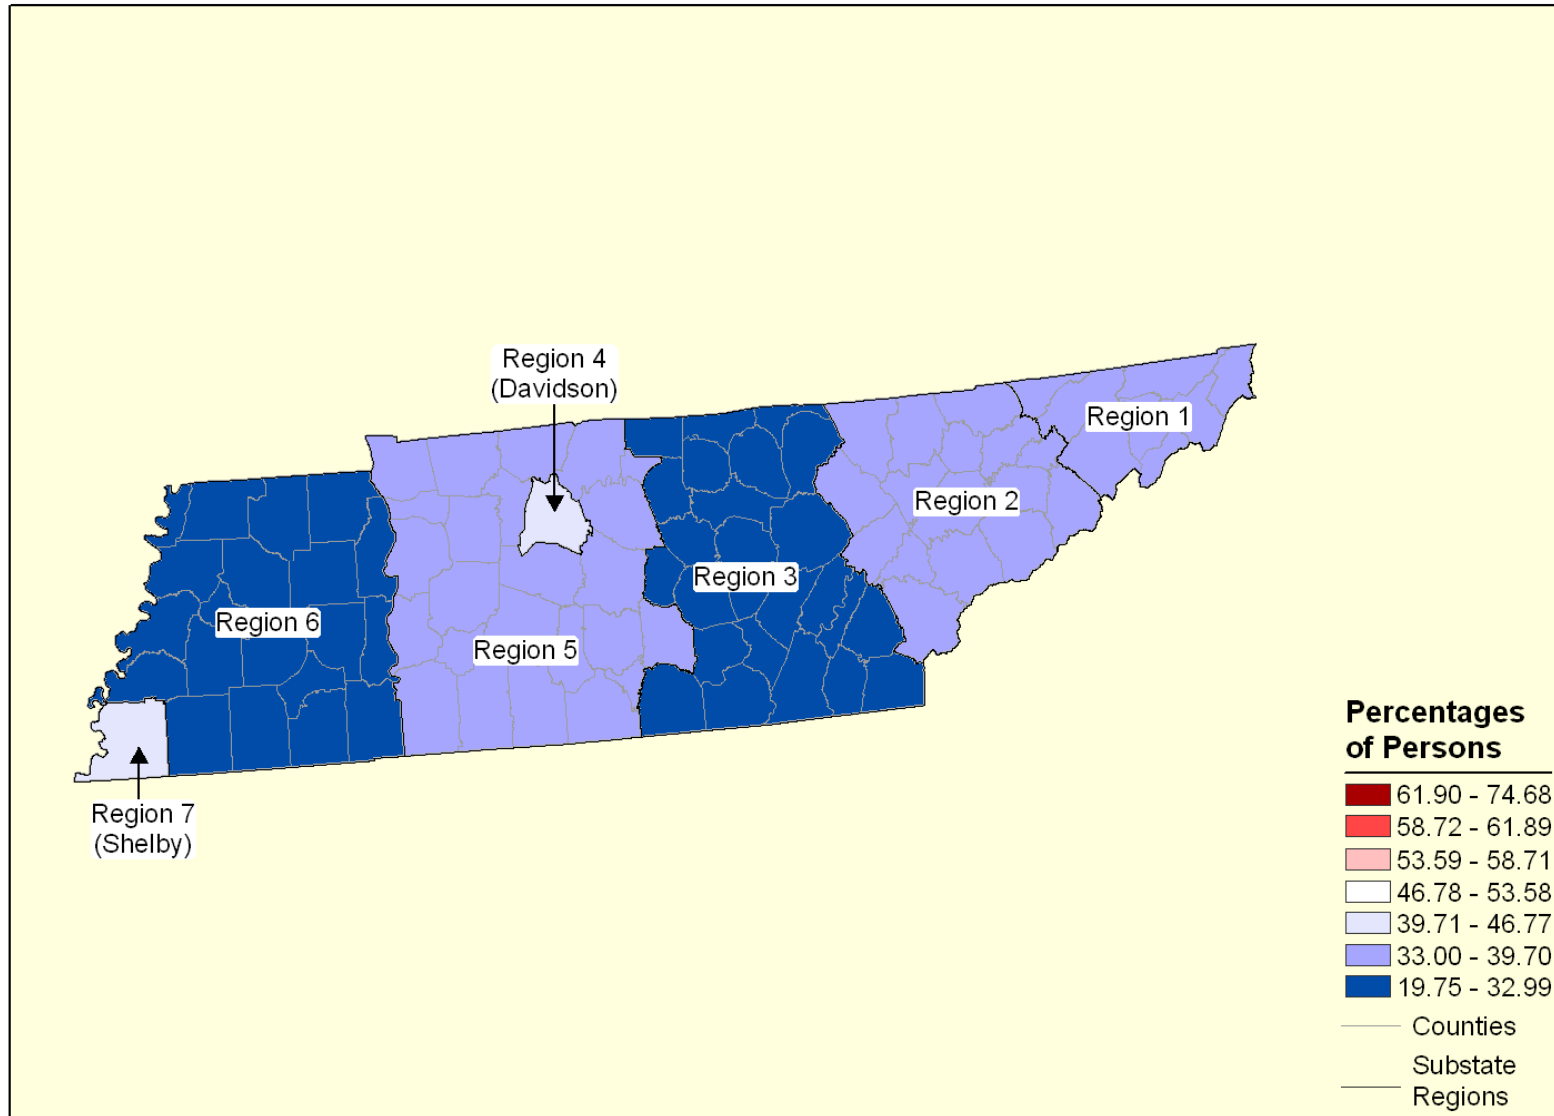 Region 4
(Davidson)
Region 1
Region 2
Region 3
Region 6
Region 5
Region 7
(Shelby)
Percentages
of Persons
61.90 - 74.68
58.72 - 61.89
53.59 - 58.71
46.78 - 53.58
39.71 - 46.77
33.00 - 39.70
19.75 - 32.99
Counties
Substate
Regions